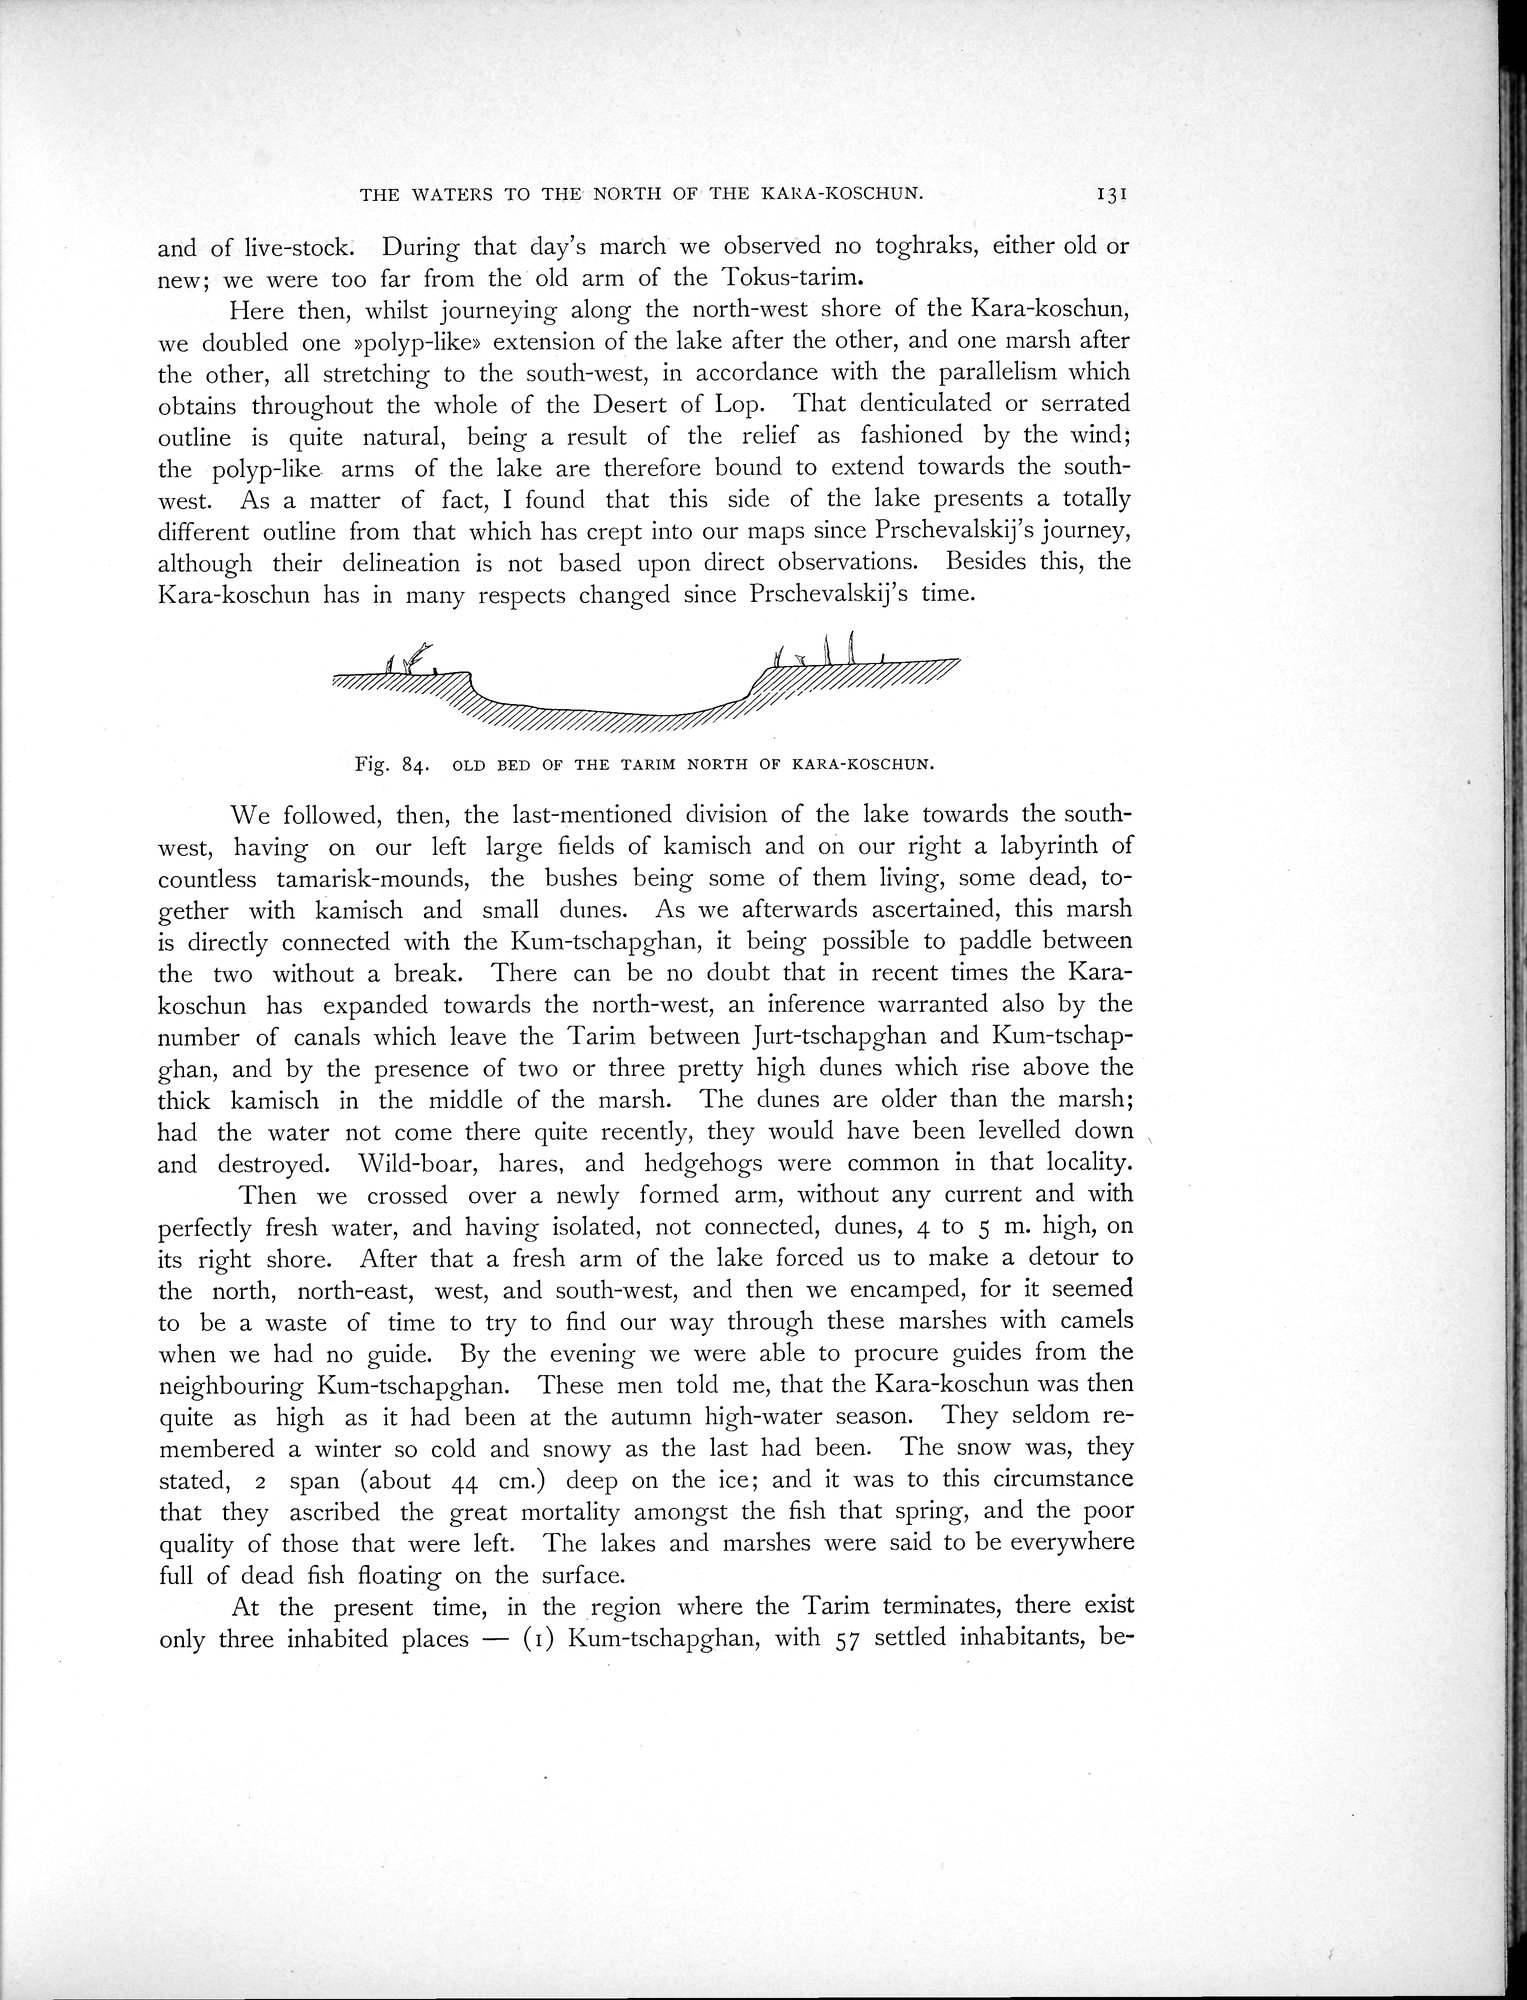 THE WATERS TO THE NORTH OF THE KARA-KOSCHUN. 131
and of live-stock. During that day's march we observed no toghraks, either old or
new; we were too far from the old arm of the Tokus-tarim.
Here then, whilst journeying along the north-west shore of the Kara-koschun,
we doubled one »polyp-like» extension of the lake after the other, and one marsh after
the other, all stretching to the south-west, in accordance with the parallelism which
obtains throughout the whole of the Desert of Lop. That denticulated or serrated
outline is quite natural, being a result of the relief as fashioned by the wind;
the polyp-like arms of the lake are therefore bound to extend towards the south-
west. As a matter of fact, I found that this side of the lake presents a totally
different outline from that which has crept into our maps since Prschevalskij's journey,
although their delineation is not based upon direct observations. Besides this, the
Kara-koschun has in many respects changed since Prschevalskij's time.
Fig. 84. OLD BED OF THE TARIM NORTH OF KARA-KOSCHUN.
We followed, then, the last-mentioned division of the lake towards the south-
west, having on our left large fields of kamisch and on our right a labyrinth of
countless tamarisk-mounds, the bushes being some of them living, some dead, to-
gether with kamisch and small dunes. As we afterwards ascertained, this marsh
is directly connected with the Kum-tschapghan, it being possible to paddle between
the two without a break. There can be no doubt that in recent times the Kara-
koschun has expanded towards the north-west, an inference warranted also by the
number of canals which leave the Tarim between Jurt-tschapghan and Kum-tschap-
ghan, and by the presence of two or three pretty high dunes which rise above the
thick kamisch in the middle of the marsh. The dunes are older than the marsh;
had the water not come there quite recently, they would have been levelled down
and destroyed. Wild-boar, hares, and hedgehogs were common in that locality.
Then we crossed over a newly formed arm, without any current and with
perfectly fresh water, and having isolated, not connected, dunes, 4 to 5 m. high, on
its right shore. After that a fresh arm of the lake forced us to make a detour to
the north, north-east, west, and south-west, and then we encamped, for it seemed
to be a waste of time to try to find our way through these marshes with camels
when we had no guide. By the evening we were able to procure guides from the
neighbouring Kum-tschapghan. These men told me, that the Kara-koschun was then
quite as high as it had been at the autumn high-water season. They seldom re-
membered a winter so cold and snowy as the last had been. The snow was, they
stated, 2 span (about 44 cm.) deep on the ice; and it was to this circumstance
that they ascribed the great mortality amongst the fish that spring, and the poor
quality of those that were left. The lakes and marshes were said to be everywhere
full of dead fish floating on the surface.
At the present time, in the region where the Tarim terminates, there exist
only three inhabited places — (1) Kum-tschapghan, with 57 settled inhabitants, be-